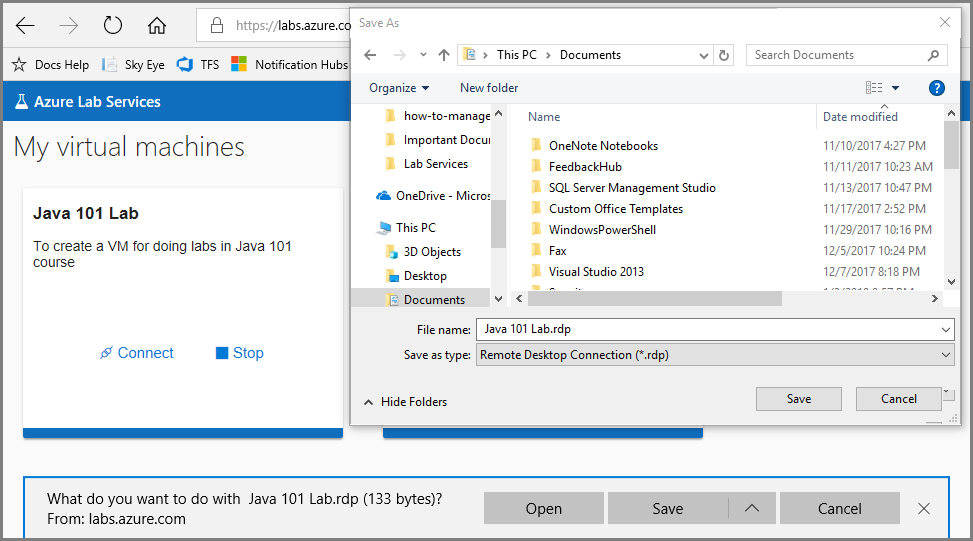 https://labs.azure.co
Docs Help
Sky Eye
TFS
Notification Hubs
Azure Lab Services
My virtual machines
Java 101 Lab
To create a VM for doing labs in Java 101
course
Connect
Stop
Save As
This PC
Documents
Search Documents
Organize
New folder
?
how-to-manage
Important Docu
Lab Services
OneDrive - Micros
This PC
3D Objects
Desktop
Documents
Name Date modified
OneNote Notebooks 11/10/2017 4:27 PM
FeedbackHub 11/11/2017 10:23 AM
SQL Server Management Studio 11/13/2017 10:47 PM
Custom Office Templates 11/17/2017 2:52 PM
WindowsPowerShell 11/29/2017 10:16 PM
Fax 12/5/2017 10:24 PM
Visual Studio 2013 12/7/2017 8:18 PM
File name: Java 101 Lab.rdp
Save as type: Remote Desktop Connection (*.rdp)
Hide Folders
Save
Cancel
What do you want to do with Java 101 Lab.rdp (133 bytes)?
From: labs.azure.com
Open
Save
Cancel